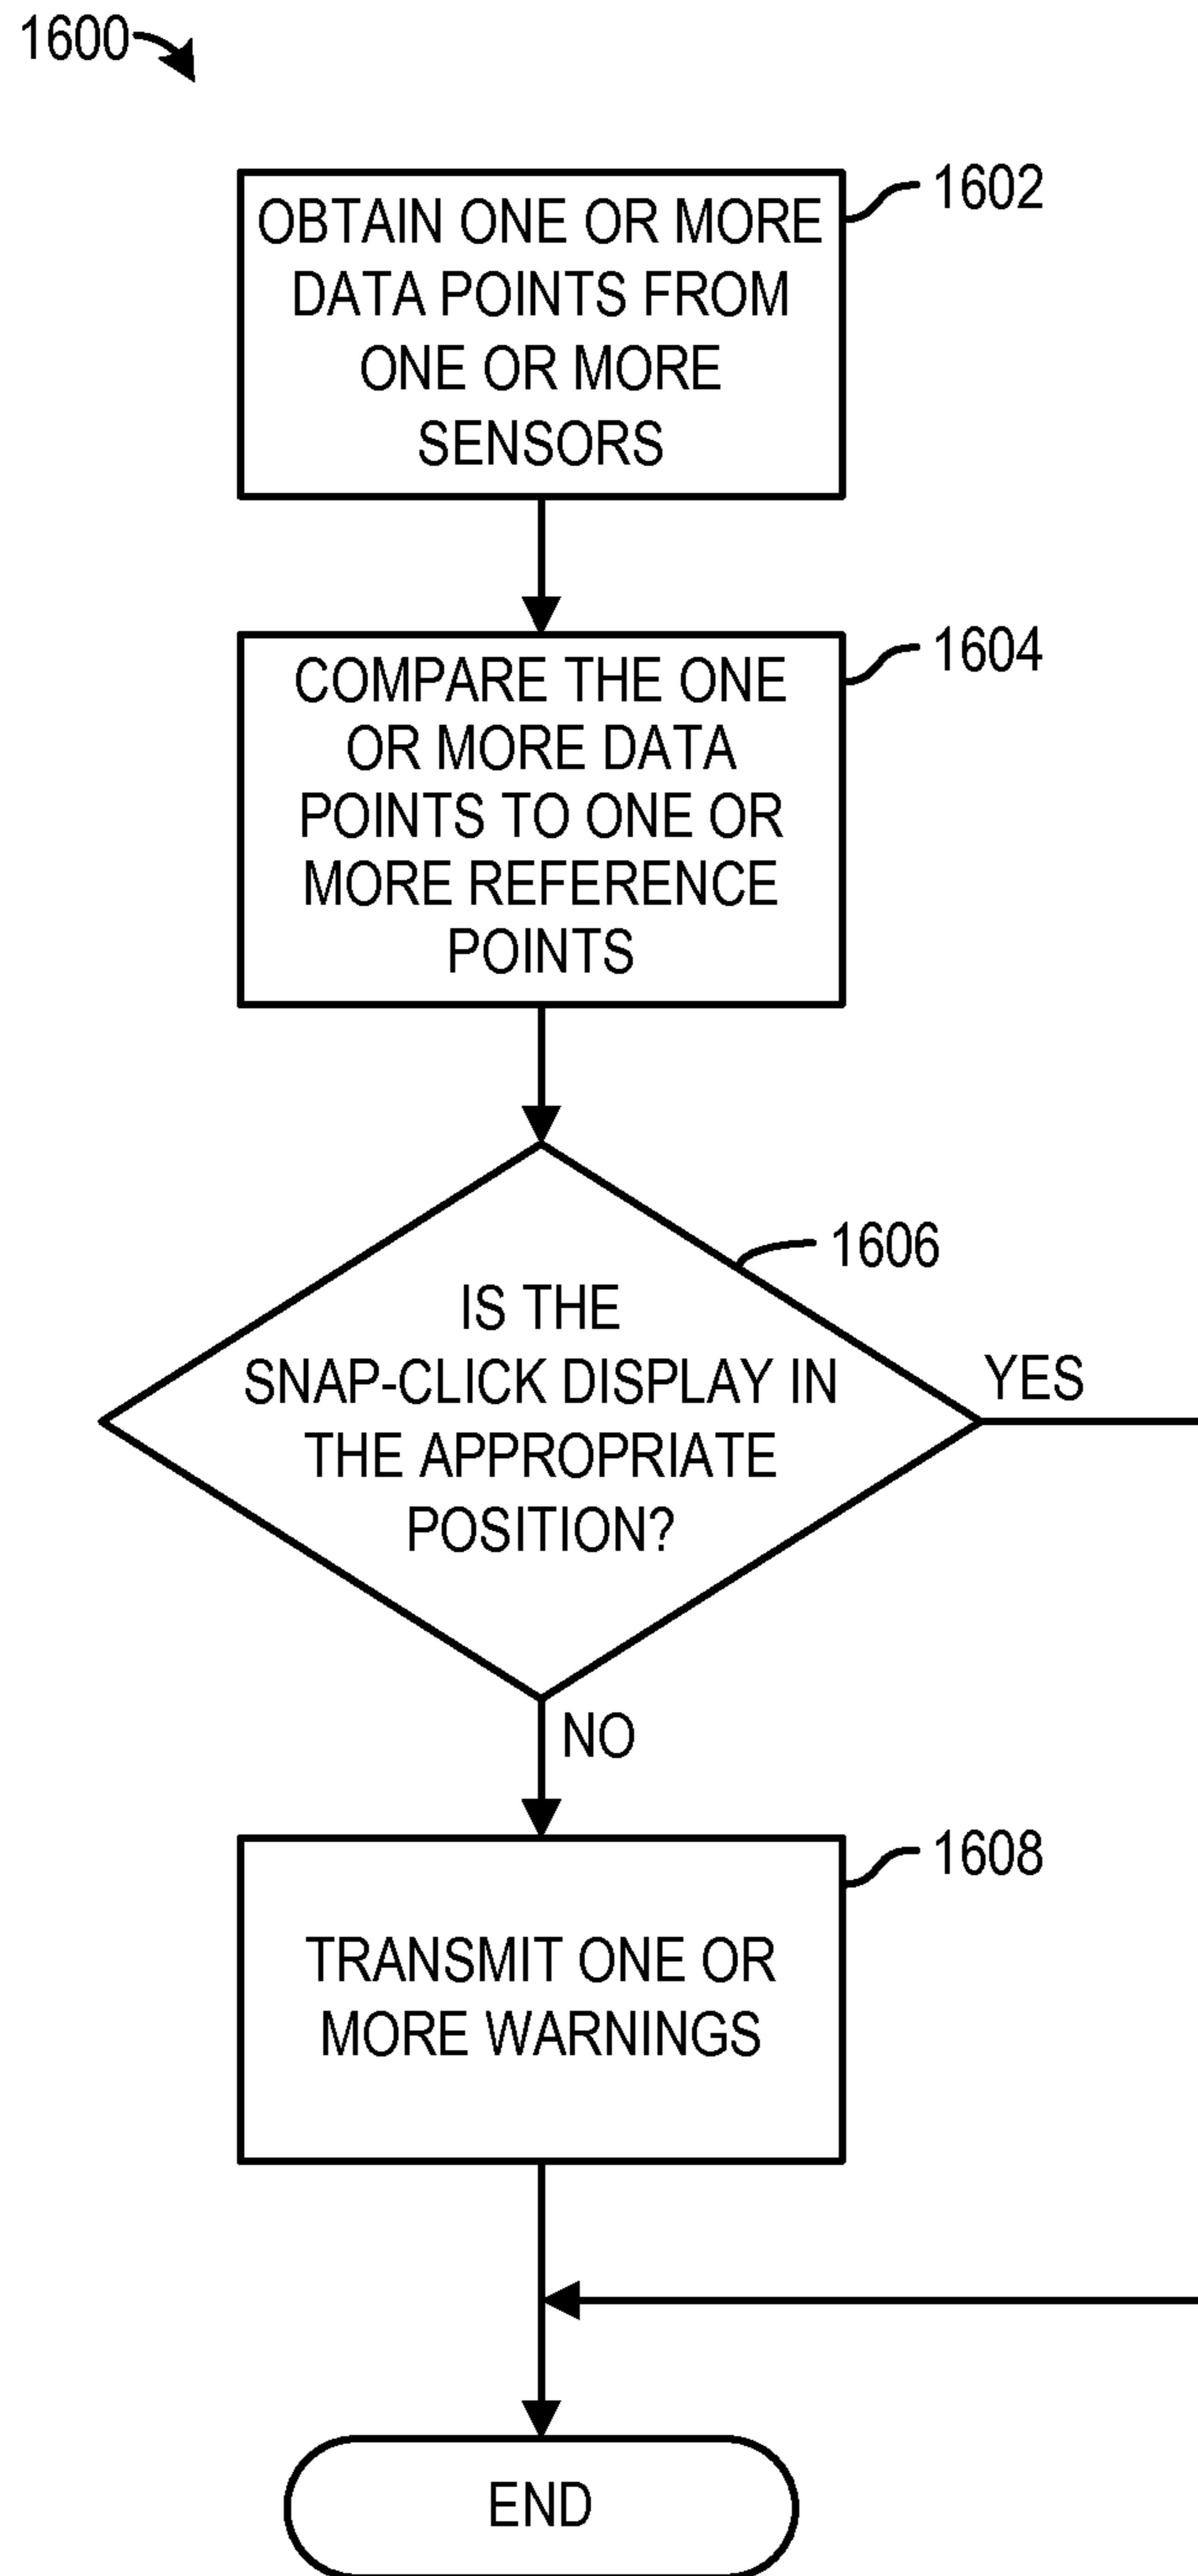 1600
1602
OBTAIN ONE OR MORE
DATA POINTS FROM
ONE OR MORE
SENSORS
1604
COMPARE THE ONE
OR MORE DATA
POINTS TO ONE OR
MORE REFERENCE
POINTS
1606
IS THE
SNAP-CLICK DISPLAY IN
THE APPROPRIATE
POSITION?
YES
NO
1608
TRANSMIT ONE OR
MORE WARNINGS
END